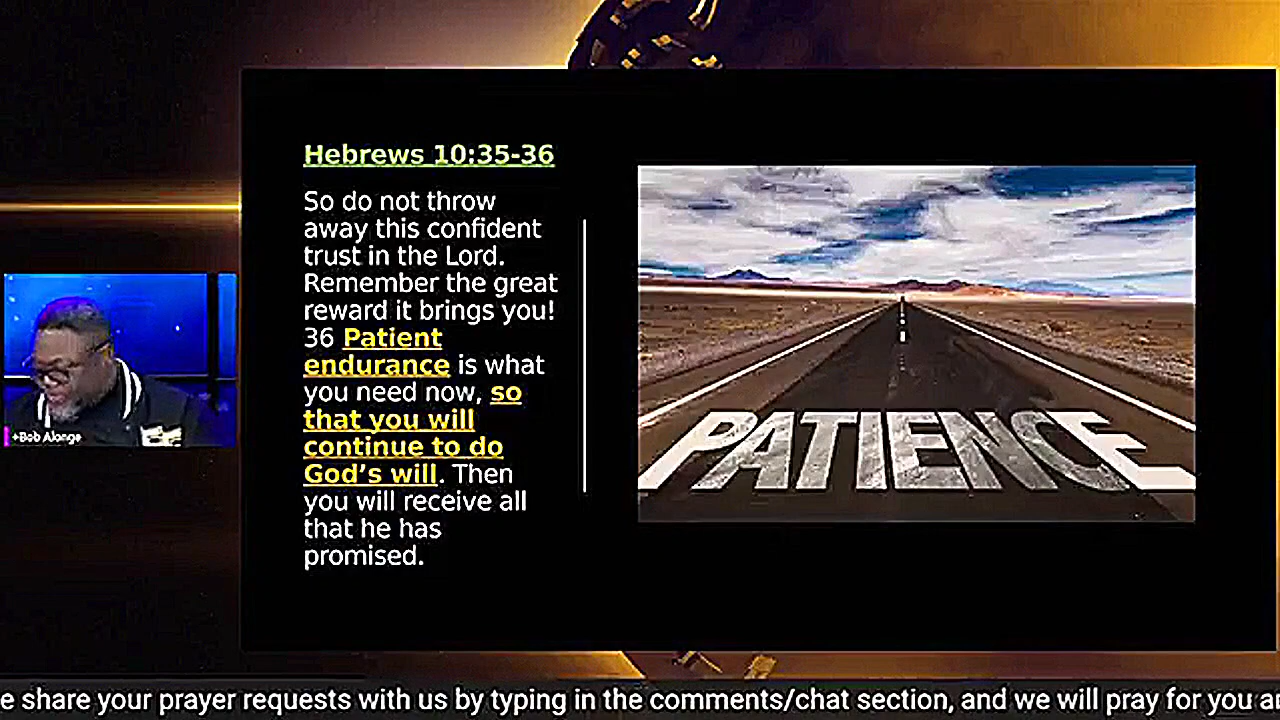 Hebrews 10:35-36
So do not throw
away this confident
trust in the Lord.
Remember the great
reward it brings you!
36 Patient
endurance is what
you need now, so
that you will
continue to do
God's will. Then
you will receive all
that he has
promised.
PATIENCE
+Bob Alonge
e share your prayer requests with us by typing in the comments/chat section, and we will pray for you a